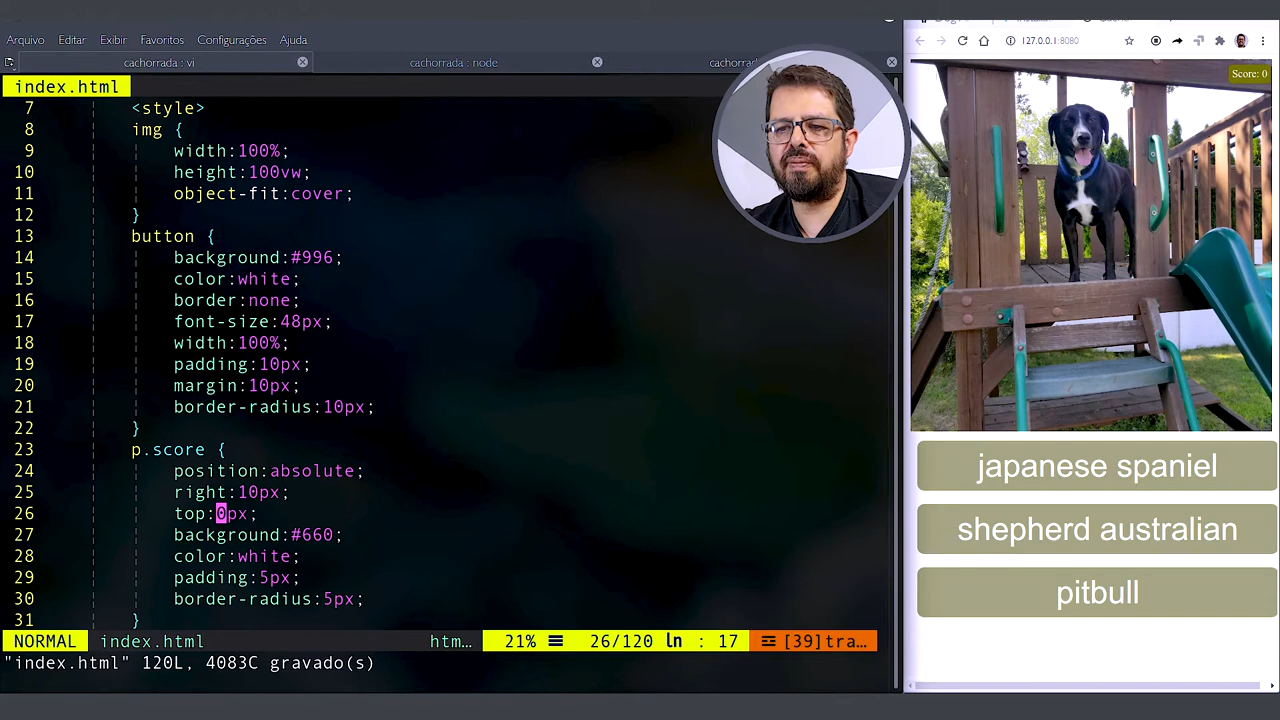 Arquivo Editar Exibir Favoritos Ajuda
cachorrada : vi
cachorrada : node
index.html
7 <style>
8 img {
9 width:100%;
10 height:100vw;
11 object-fit:cover;
12 }
13 button {
14 background:#996;
15 color:white;
16 border:none;
17 font-size:48px;
18 width:100%;
19 padding:10px;
20 margin:10px;
21 border-radius:10px;
22 }
23 p.score {
24 position:absolute;
25 right:10px;
26 top:0px;
27 background:#660;
28 color:white;
29 padding:5px;
30 border-radius:5px;
31 }
NORMAL index.html htm… 21% 26/120 ln : 17 [39]tra…
"index.html" 120L, 4083C gravado(s)
127.0.0.1:8080
Score: 0
japanese spaniel
shepherd australian
pitbull